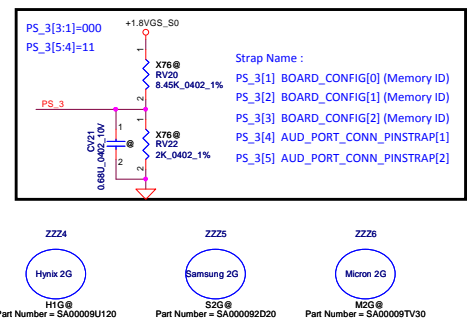 PS_3[3:1]=000
PS_3[5:4]=11
+1.8VGS_S0
1
X76@
RV20
8.45K_0402_1%
2
PS_3
1
CV21
0.68U_0402_10V
@
2
1
X76@
RV22
2K_0402_1%
2
Strap Name :
PS_3[1] BOARD_CONFIG[0] (Memory ID)
PS_3[2] BOARD_CONFIG[1] (Memory ID)
PS_3[3] BOARD_CONFIG[2] (Memory ID)
PS_3[4] AUD_PORT_CONN_PINSTRAP[1]
PS_3[5] AUD_PORT_CONN_PINSTRAP[2]
ZZZ4
Hynix 2G
H1G@
Part Number = SA00009U120
ZZZ5
Samsung 2G
S2G@
Part Number = SA000092D20
ZZZ6
Micron 2G
M2G@
Part Number = SA00009TV30